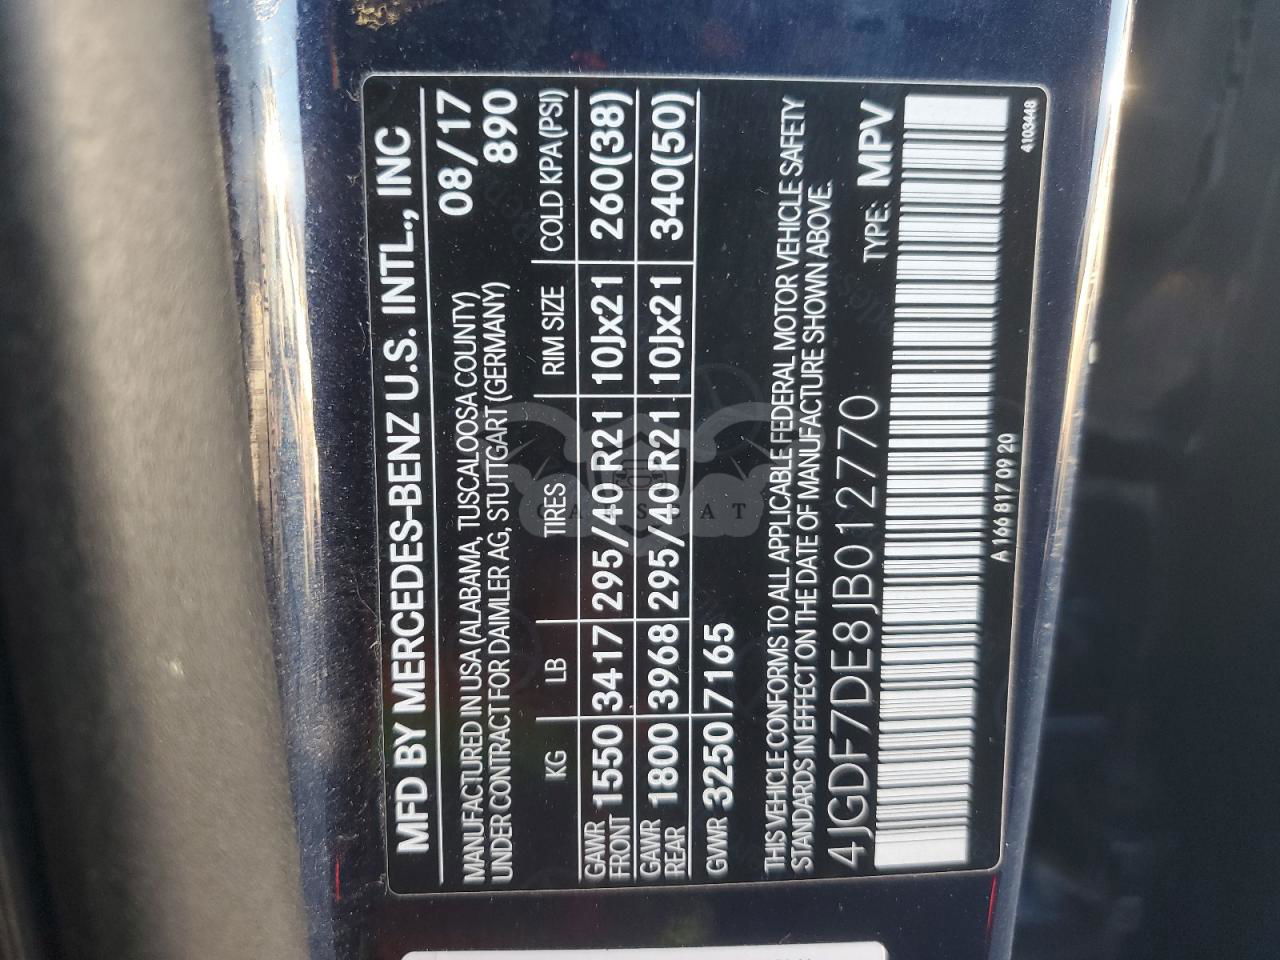 MFD BY MERCEDES-BENZ U.S. INTL., INC
MANUFACTURED IN USA (ALABAMA, TUSCALOOSA COUNTY) 08/17
UNDER CONTRACT FOR DAIMLER AG, STUTTGART (GERMANY) 890
KG LB TIRES RIM SIZE COLD KPA(PSI)
GAWR FRONT 1550 3417 295/40 R21 10Jx21 260(38)
GAWR REAR 1800 3968 295/40 R21 10Jx21 340(50)
GVWR 3250 7165
THIS VEHICLE CONFORMS TO ALL APPLICABLE FEDERAL MOTOR VEHICLE SAFETY
STANDARDS IN EFFECT ON THE DATE OF MANUFACTURE SHOWN ABOVE.
4JGDF7DE8JB012770 TYPE: MPV
A 166 817 09 20
4103448